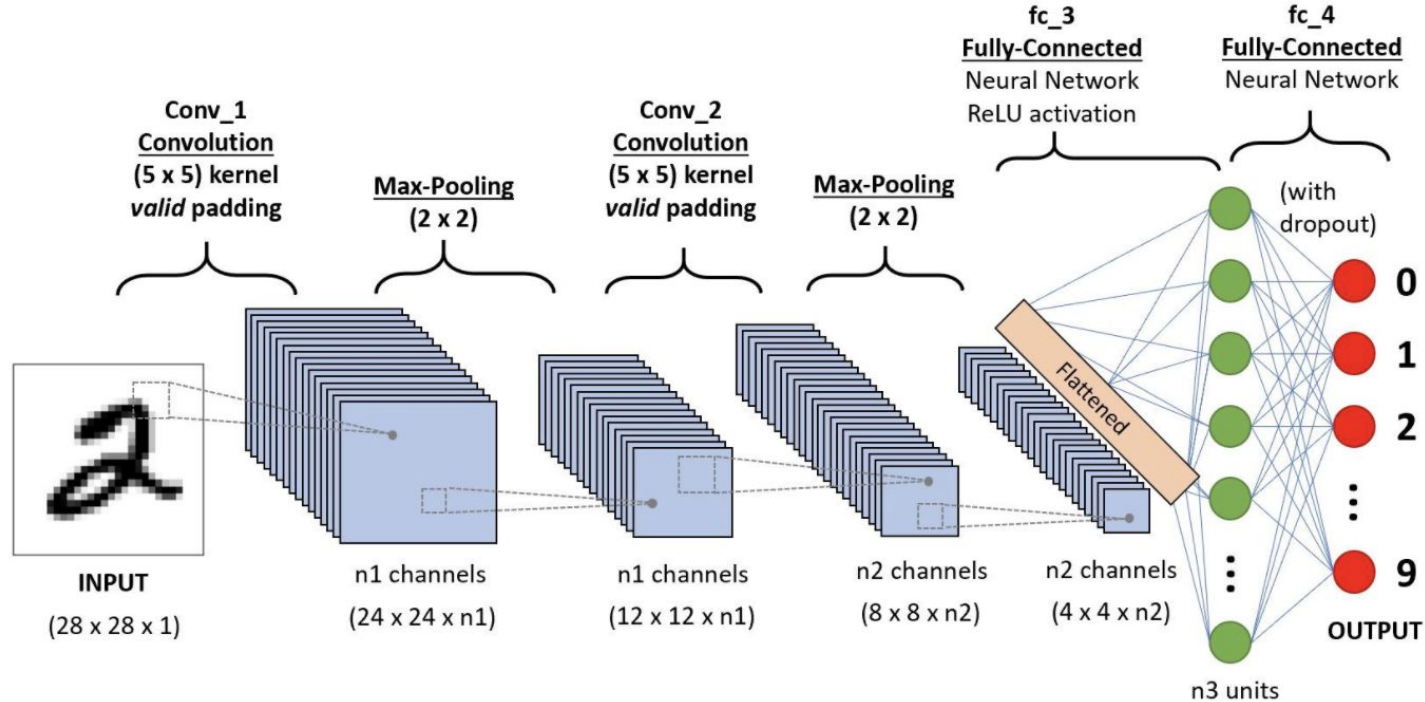 Conv_1
Convolution
(5 x 5) kernel
valid padding
Max-Pooling
(2 x 2)
Conv_2
Convolution
(5 x 5) kernel
valid padding
Max-Pooling
(2 x 2)
fc_3
Fully-Connected
Neural Network
ReLU activation
fc_4
Fully-Connected
Neural Network
(with
dropout)
Flattened
0
1
2
9
OUTPUT
2
INPUT
(28 x 28 x 1)
n1 channels
(24 x 24 x n1)
n1 channels
(12 x 12 x n1)
n2 channels
(8 x 8 x n2)
n2 channels
(4 x 4 x n2)
n3 units